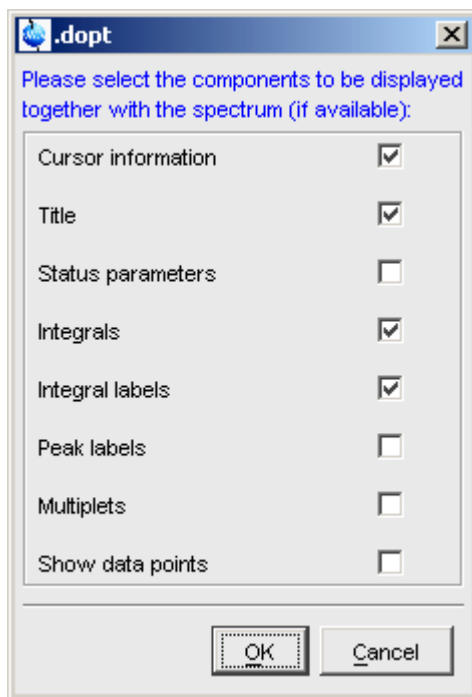 .dopt
Please select the components to be displayed
together with the spectrum (if available):
Cursor information
Title
Status parameters
Integrals
Integral labels
Peak labels
Multiplets
Show data points
OK Cancel